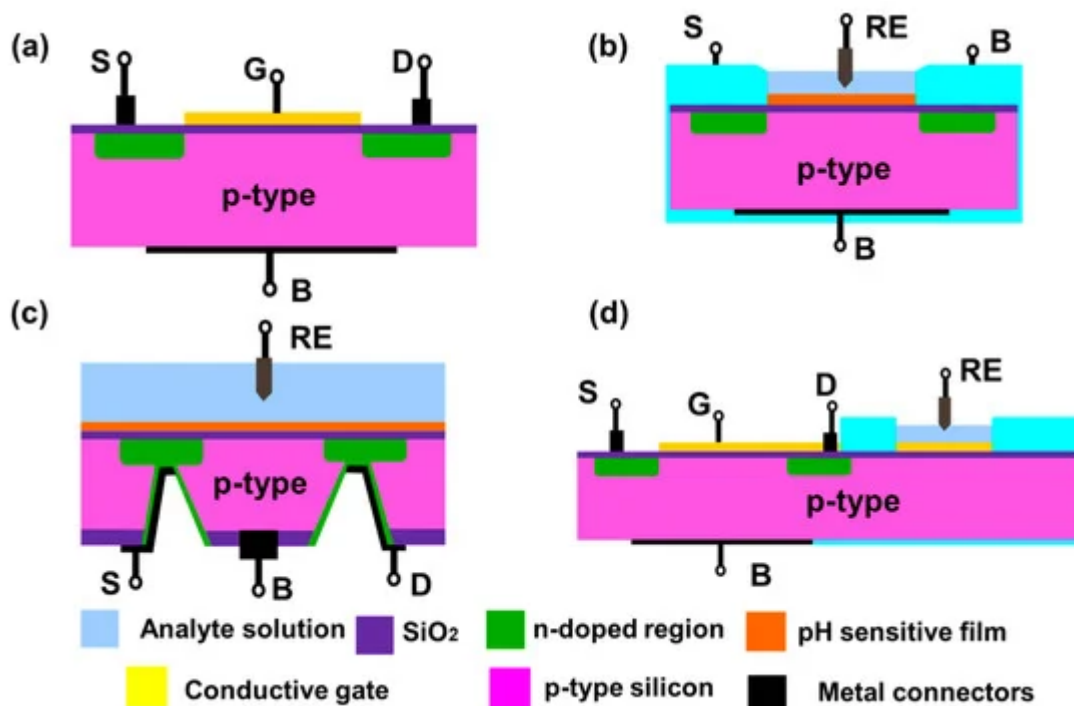 (a)
S
G
D
p-type
B
(b)
S
RE
B
p-type
B
(c)
RE
p-type
S
B
D
(d)
S
G
D
RE
p-type
B
Analyte solution
SiO2
n-doped region
pH sensitive film
Conductive gate
p-type silicon
Metal connectors